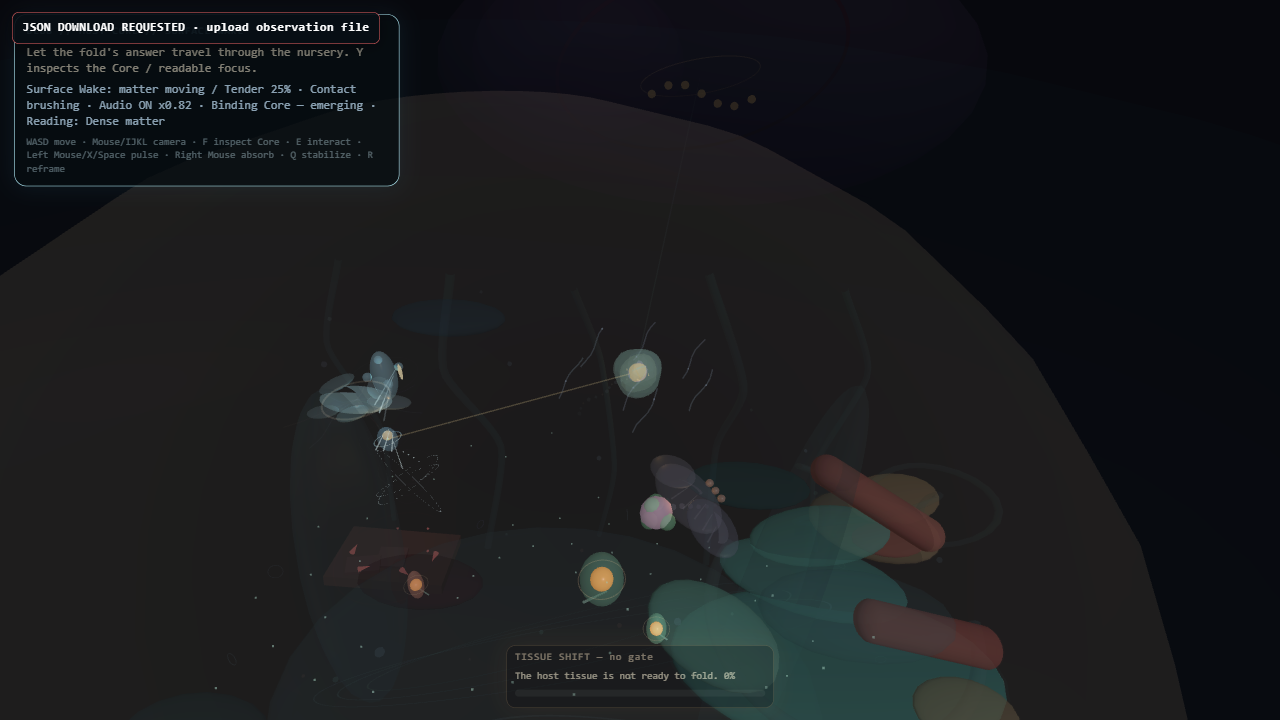 JSON DOWNLOAD REQUESTED · upload observation file
Let the fold's answer travel through the nursery. Y
inspects the Core / readable focus.
Surface Wake: matter moving / Tender 25% · Contact
brushing · Audio ON x0.82 · Binding Core — emerging ·
Reading: Dense matter
WASD move · Mouse/IJKL camera · F inspect Core · E interact ·
Left Mouse/X/Space pulse · Right Mouse absorb · Q stabilize · R
reframe
TISSUE SHIFT — no gate
The host tissue is not ready to fold. 0%